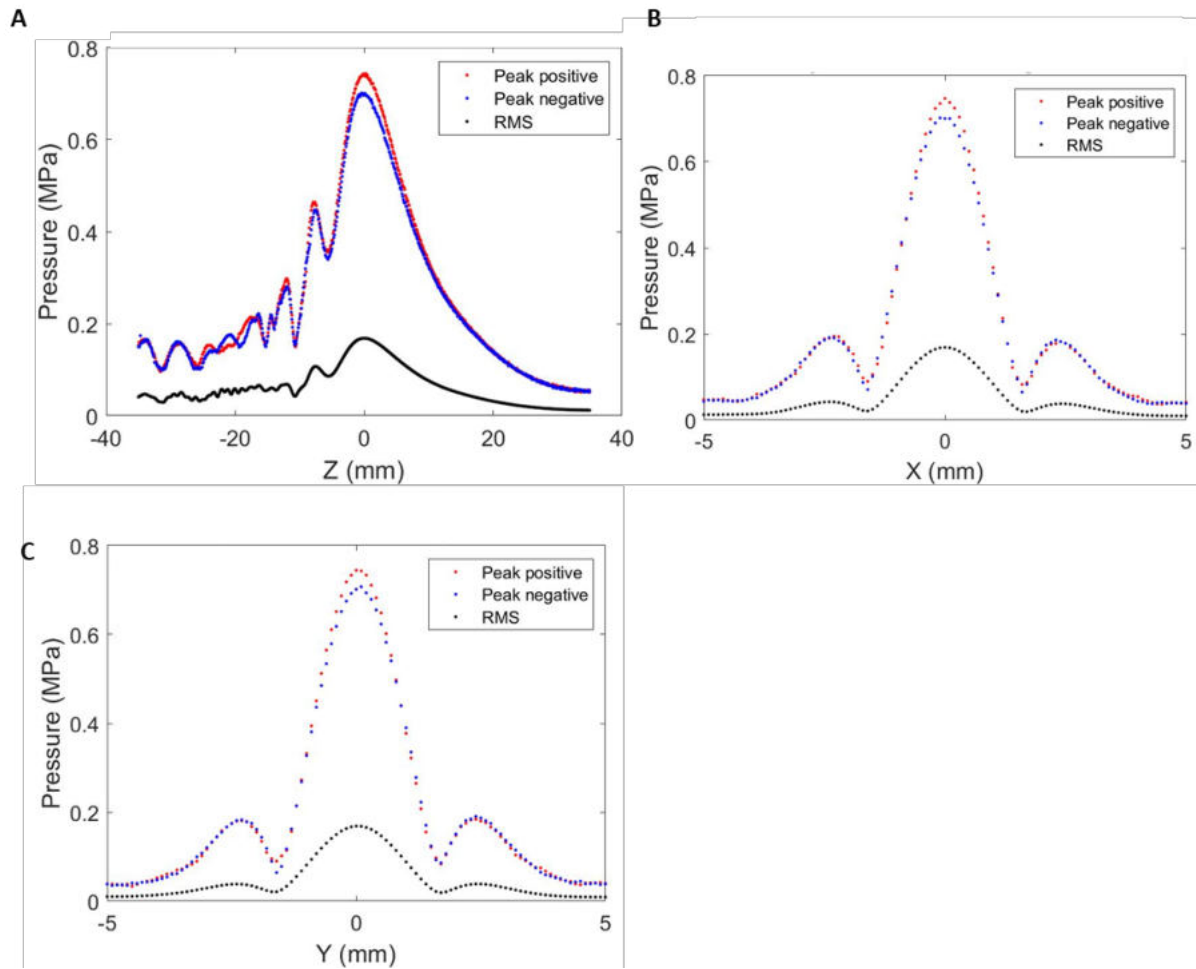 A
0.8
0.6
0.4
0.2
0
Pressure (MPa)
Peak positive
Peak negative
RMS
-40 -20 0 20 40
Z (mm)
B
0.8
0.6
0.4
0.2
0
Pressure (MPa)
Peak positive
Peak negative
RMS
-5 0 5
X (mm)
C
0.8
0.6
0.4
0.2
0
Pressure (MPa)
Peak positive
Peak negative
RMS
-5 0 5
Y (mm)